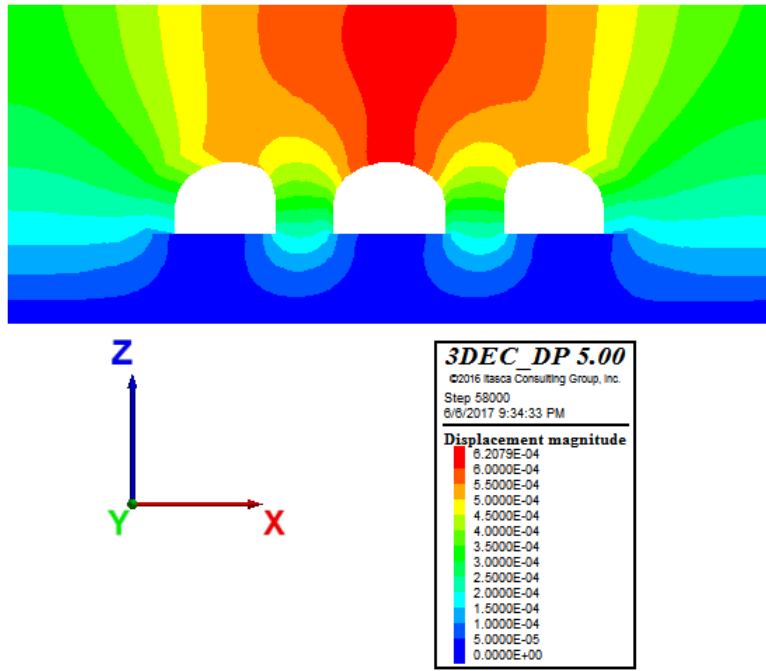 Z
Y
X
3DEC_DP 5.00
©2016 Itasca Consulting Group, Inc.
Step 58000
6/6/2017 9:34:33 PM
Displacement magnitude
6.2079E-04
6.0000E-04
5.5000E-04
5.0000E-04
4.5000E-04
4.0000E-04
3.5000E-04
3.0000E-04
2.5000E-04
2.0000E-04
1.5000E-04
1.0000E-04
5.0000E-05
0.0000E+00